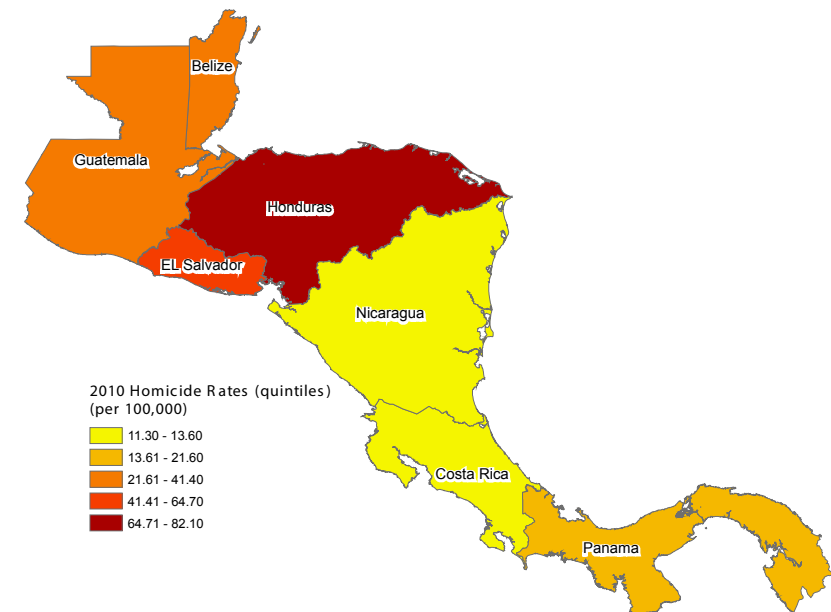 Belize
Guatemala
Honduras
EL Salvador
Nicaragua
2010 Homicide Rates (quintiles)
(per 100,000)
11.30 - 13.60
13.61 - 21.60
21.61 - 41.40
41.41 - 64.70
64.71 - 82.10
Costa Rica
Panama